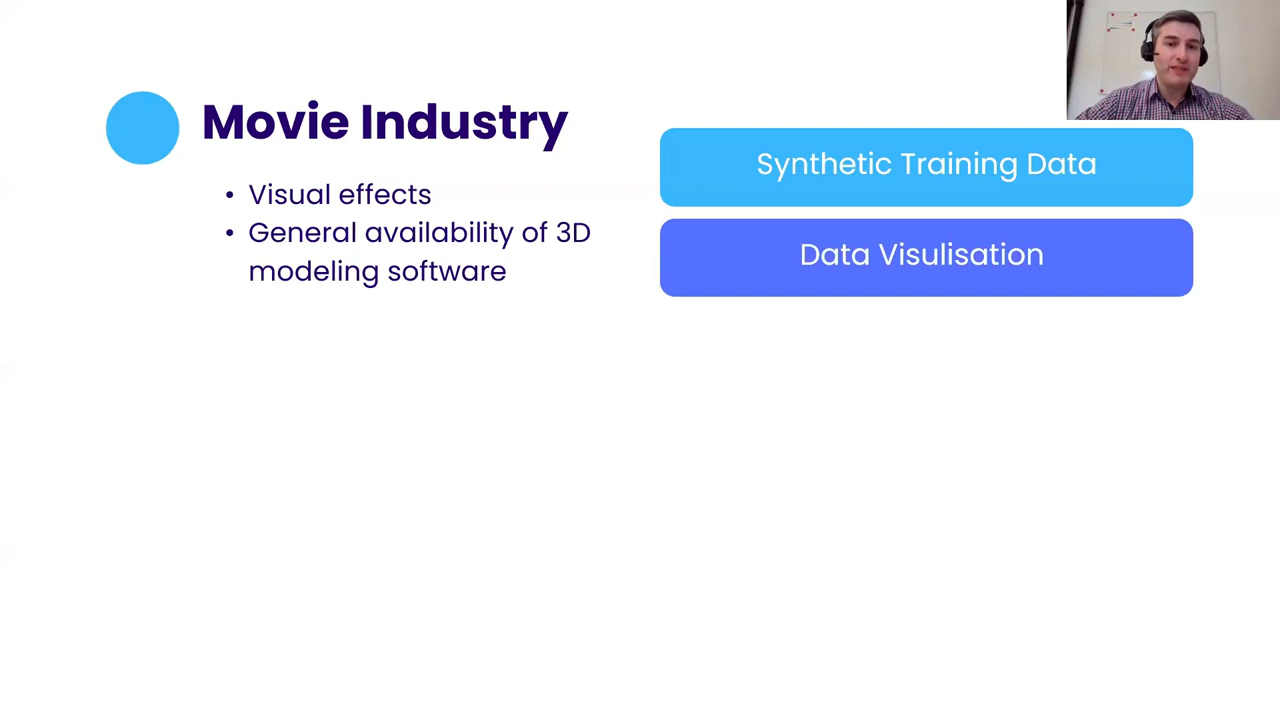 Movie Industry
• Visual effects
• General availability of 3D
modeling software
Synthetic Training Data
Data Visulisation